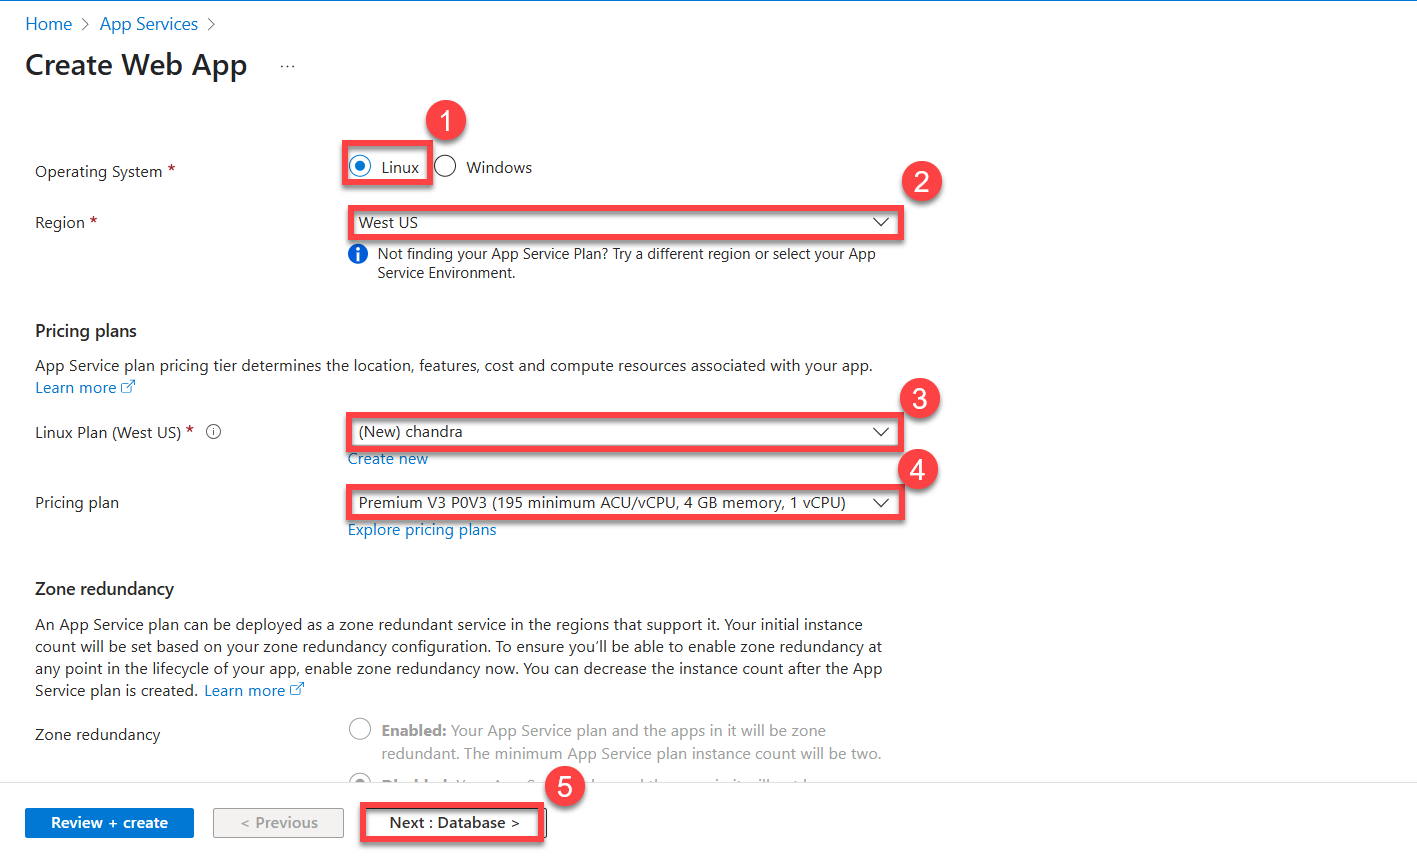 Home > App Services >
Create Web App ...
1
Operating System * Linux Windows
2
Region * West US
Not finding your App Service Plan? Try a different region or select your App
Service Environment.
Pricing plans
App Service plan pricing tier determines the location, features, cost and compute resources associated with your app.
Learn more
3
Linux Plan (West US) * (New) chandra
Create new
4
Pricing plan Premium V3 P0V3 (195 minimum ACU/vCPU, 4 GB memory, 1 vCPU)
Explore pricing plans
Zone redundancy
An App Service plan can be deployed as a zone redundant service in the regions that support it. Your initial instance
count will be set based on your zone redundancy configuration. To ensure you'll be able to enable zone redundancy at
any point in the lifecycle of your app, enable zone redundancy now. You can decrease the instance count after the App
Service plan is created. Learn more
Zone redundancy Enabled: Your App Service plan and the apps in it will be zone
redundant. The minimum App Service plan instance count will be two.
5
Review + create < Previous Next : Database >